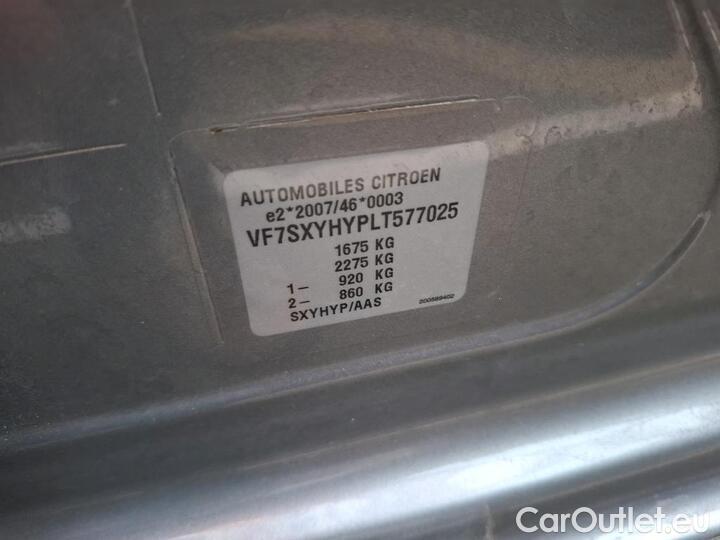 AUTOMOBILES CITROEN
e2*2007/46*0003
VF7SXYHYPLT577025
1675 KG
2275 KG
1– 920 KG
2– 860 KG
SXYHYP/AAS
200589402
CarOutlet.eu